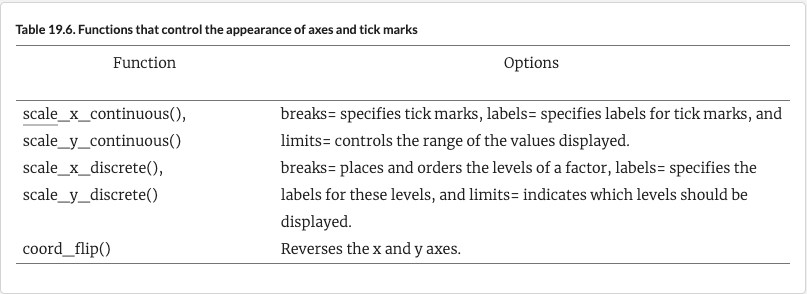 Table 19.6. Functions that control the appearance of axes and tick marks
Function Options
scale_x_continuous(), breaks= specifies tick marks, labels= specifies labels for tick marks, and
scale_y_continuous() limits= controls the range of the values displayed.
scale_x_discrete(), breaks= places and orders the levels of a factor, labels= specifies the
scale_y_discrete() labels for these levels, and limits= indicates which levels should be
displayed.
coord_flip() Reverses the x and y axes.